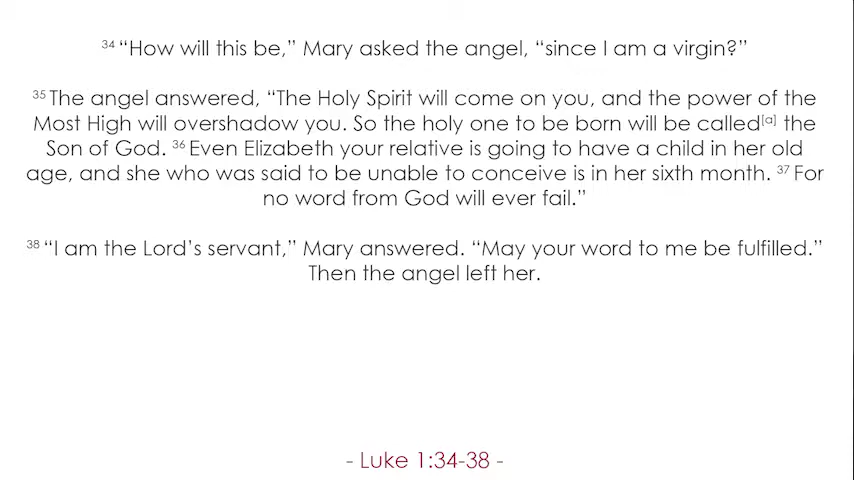 34 “How will this be,” Mary asked the angel, “since I am a virgin?”
35 The angel answered, “The Holy Spirit will come on you, and the power of the
Most High will overshadow you. So the holy one to be born will be called[a] the
Son of God. 36 Even Elizabeth your relative is going to have a child in her old
age, and she who was said to be unable to conceive is in her sixth month. 37 For
no word from God will ever fail.”
38 “I am the Lord’s servant,” Mary answered. “May your word to me be fulfilled.”
Then the angel left her.
- Luke 1:34-38 -